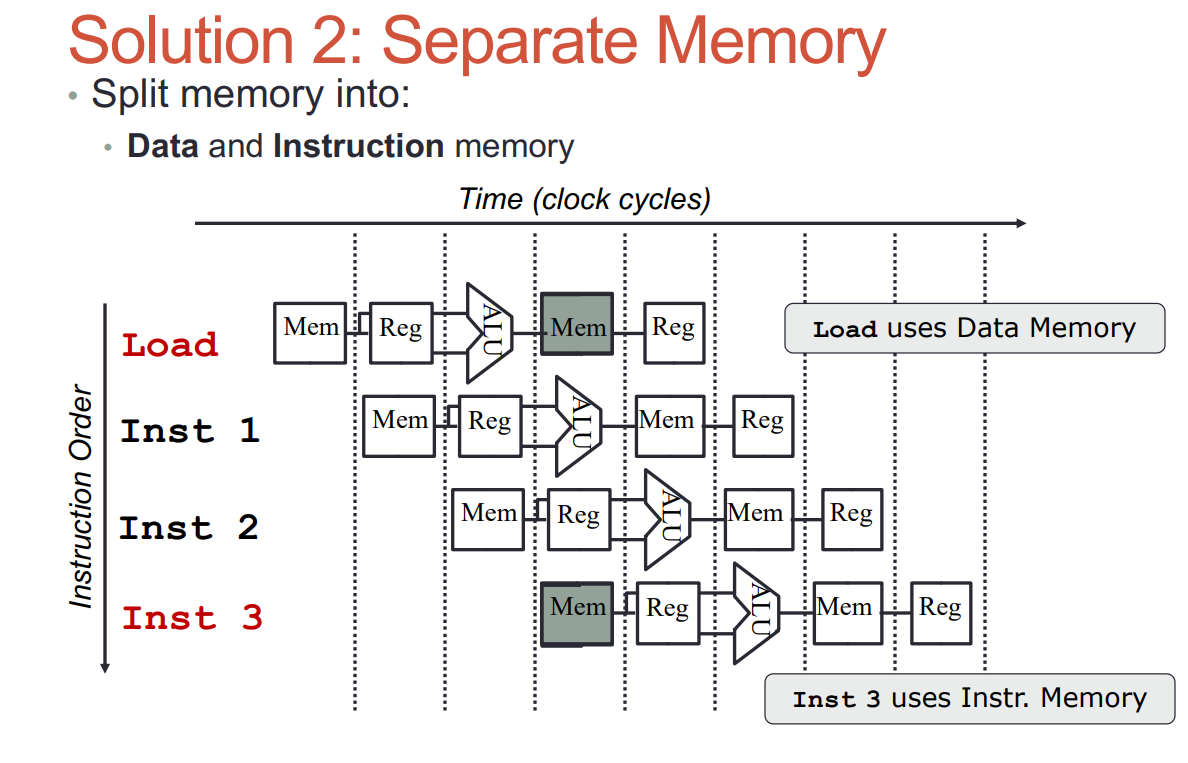 Solution 2: Separate Memory
• Split memory into:
• Data and Instruction memory
Time (clock cycles)
Instruction Order
Load
Mem Reg ALU Mem Reg
Load uses Data Memory
Inst 1
Mem Reg ALU Mem Reg
Inst 2
Mem Reg ALU Mem Reg
Inst 3
Mem Reg ALU Mem Reg
Inst 3 uses Instr. Memory